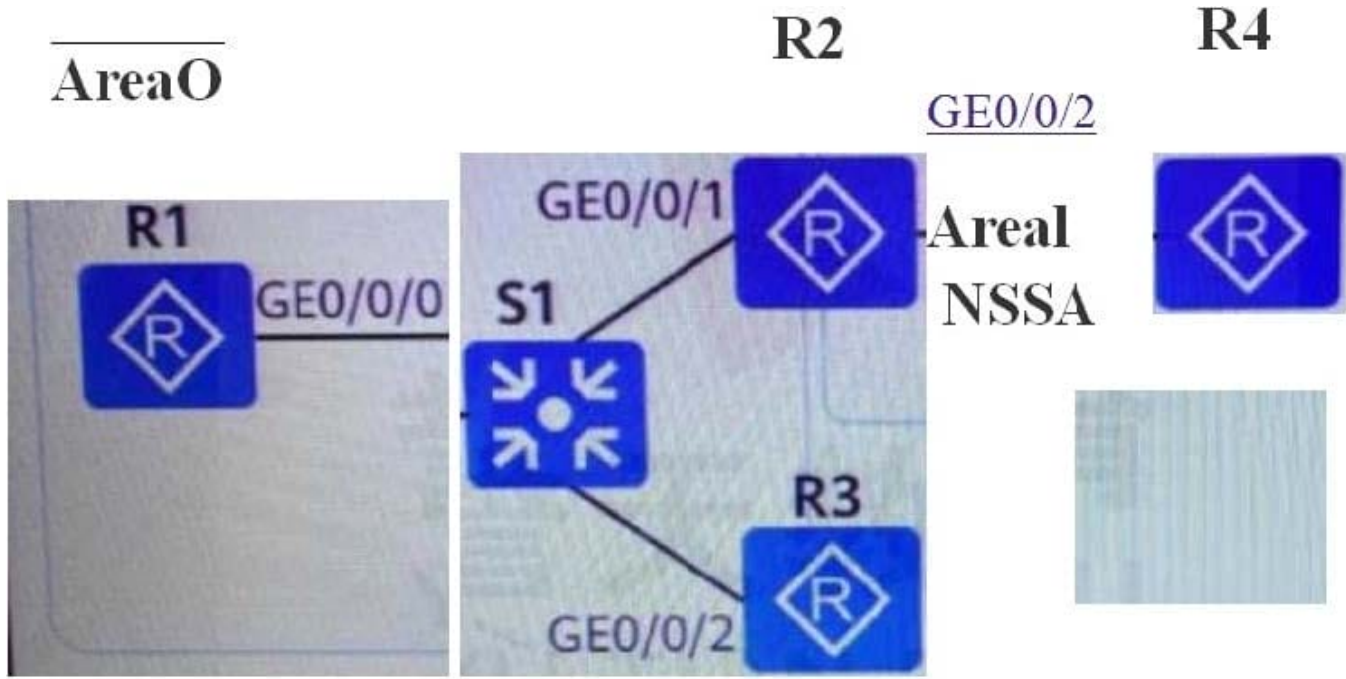 AreaO
R2
R4
GE0/0/2
R1
GE0/0/0
S1
GE0/0/1
R
R
R
Areal
NSSA
R3
GE0/0/2
R